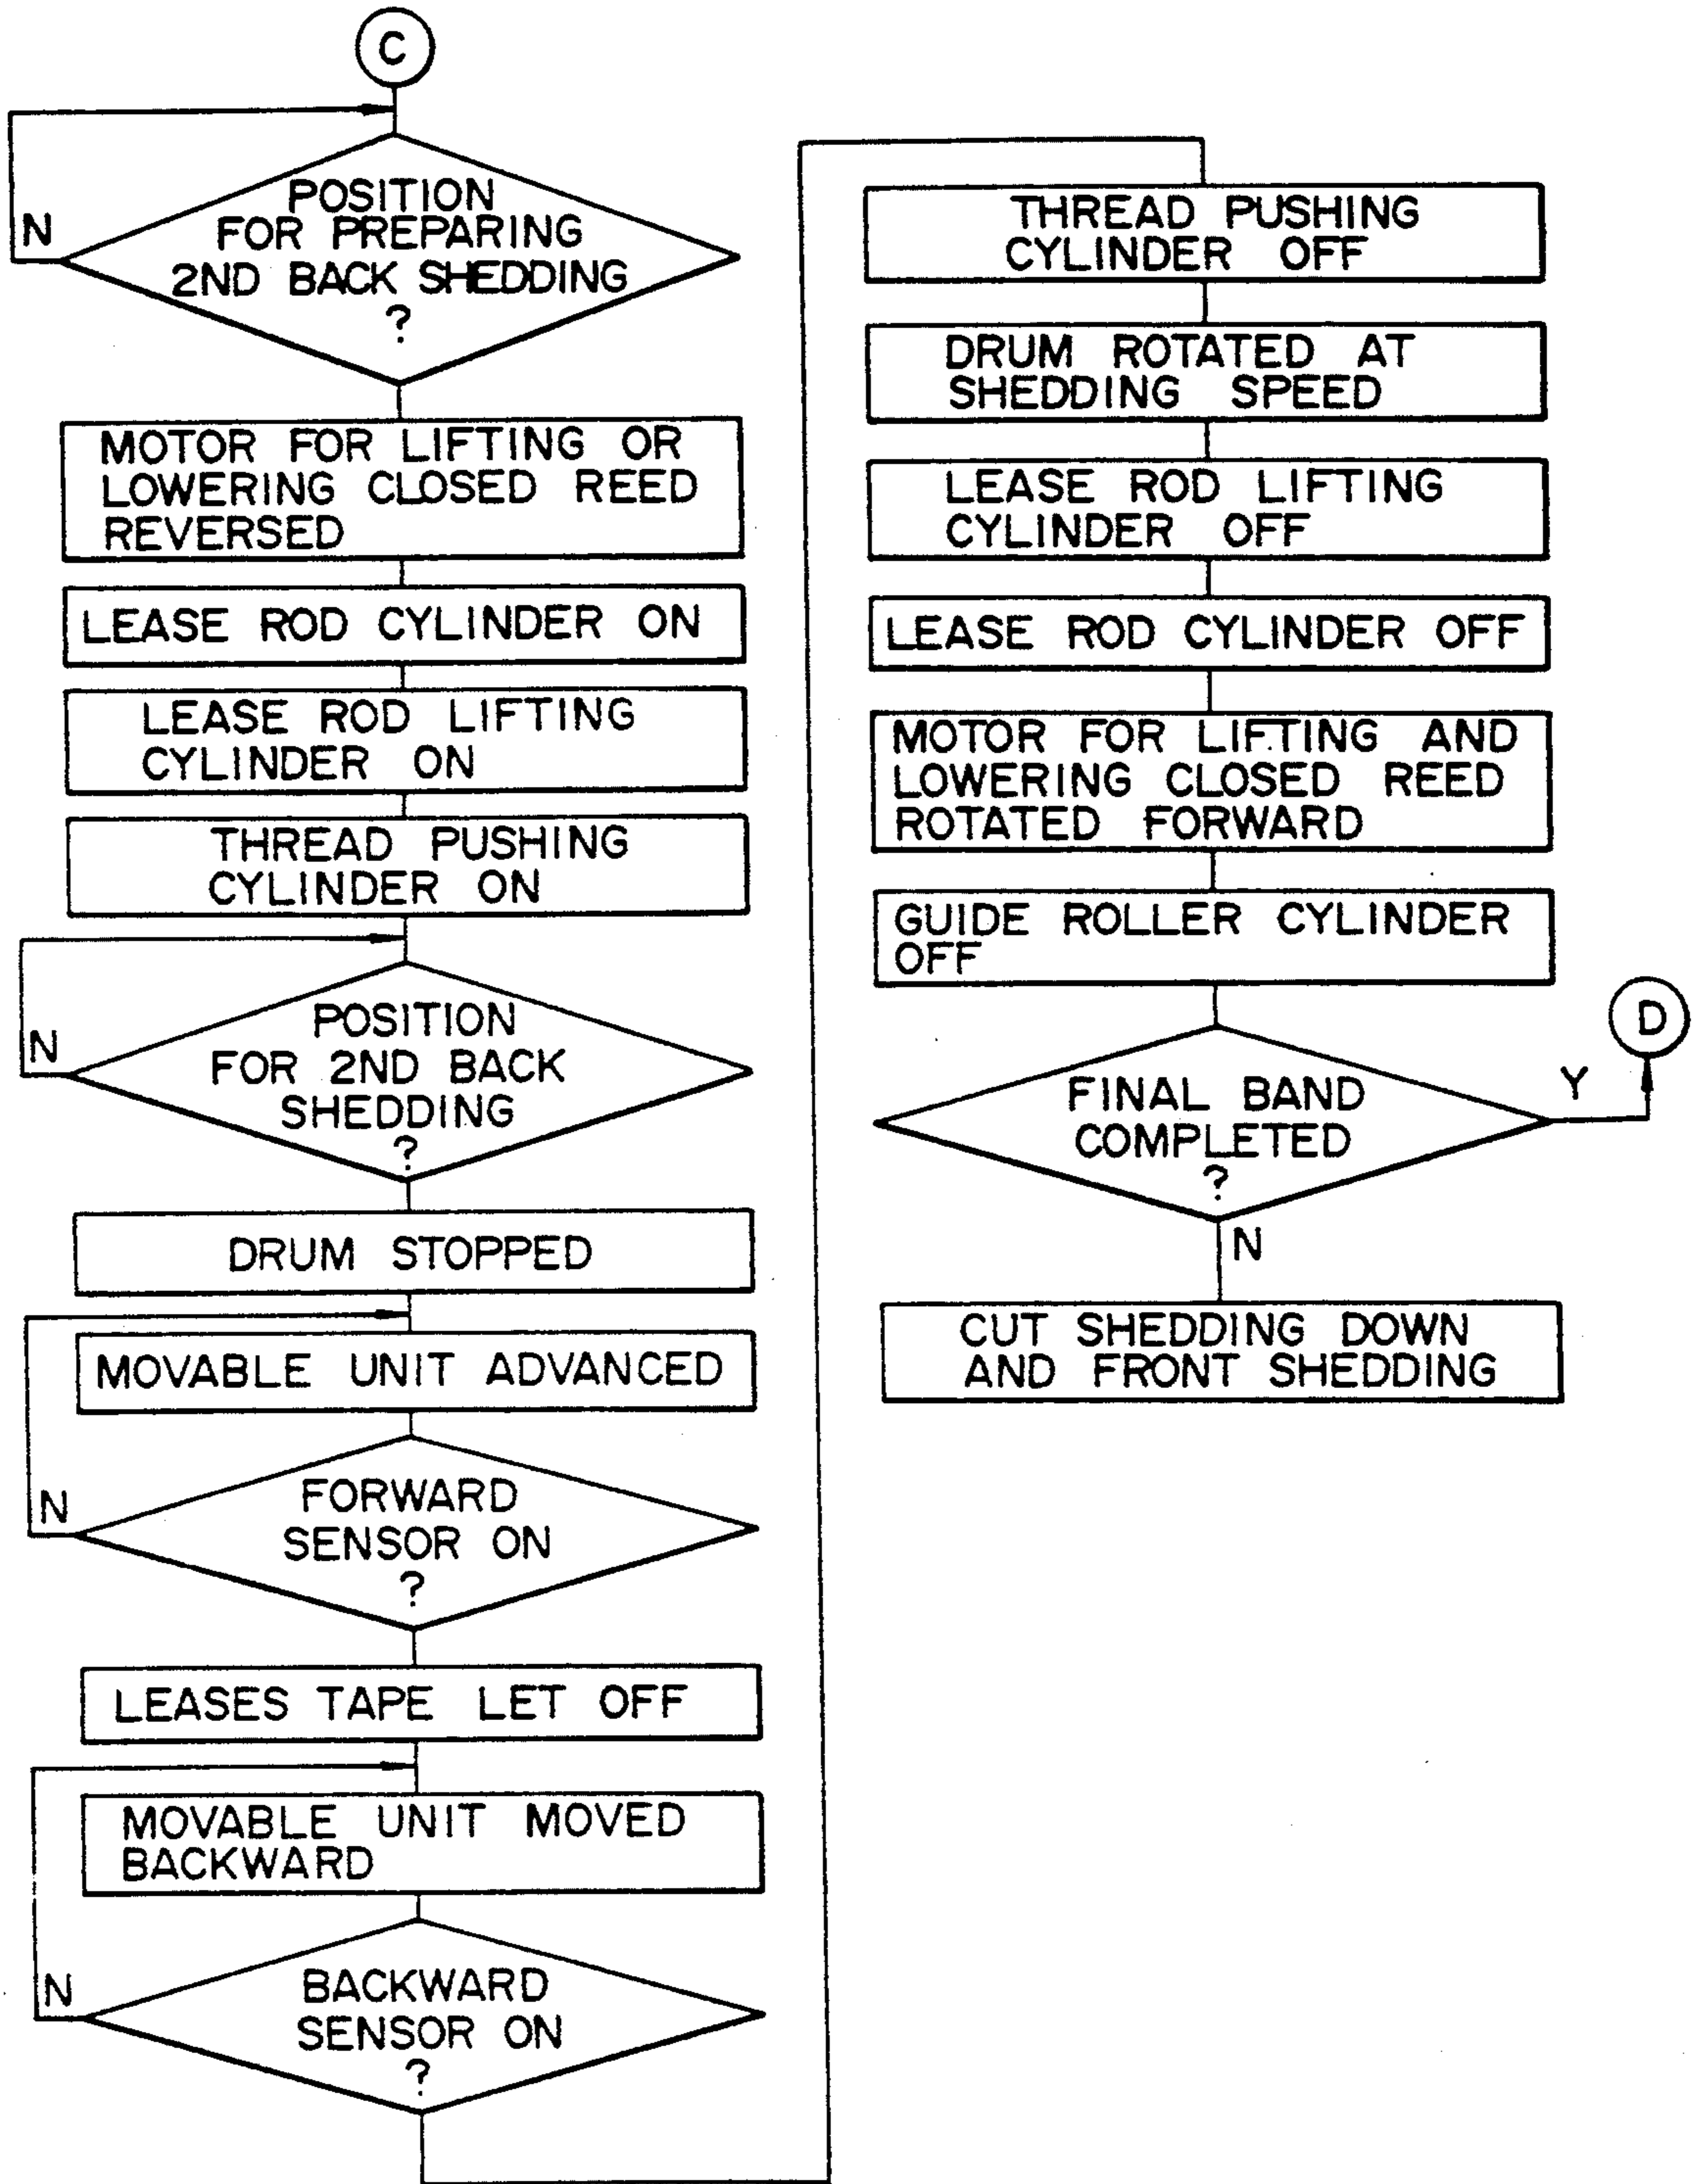 C
POSITION
FOR PREPARING
2ND BACK SHEDDING
?
N
MOTOR FOR LIFTING OR
LOWERING CLOSED REED
REVERSED
LEASE ROD CYLINDER ON
LEASE ROD LIFTING
CYLINDER ON
THREAD PUSHING
CYLINDER ON
POSITION
FOR 2ND BACK
SHEDDING
?
N
DRUM STOPPED
MOVABLE UNIT ADVANCED
FORWARD
SENSOR ON
?
N
LEASES TAPE LET OFF
MOVABLE UNIT MOVED
BACKWARD
BACKWARD
SENSOR ON
?
N
THREAD PUSHING
CYLINDER OFF
DRUM ROTATED AT
SHEDDING SPEED
LEASE ROD LIFTING
CYLINDER OFF
LEASE ROD CYLINDER OFF
MOTOR FOR LIFTING AND
LOWERING CLOSED REED
ROTATED FORWARD
GUIDE ROLLER CYLINDER
OFF
FINAL BAND
COMPLETED
?
Y
D
N
CUT SHEDDING DOWN
AND FRONT SHEDDING